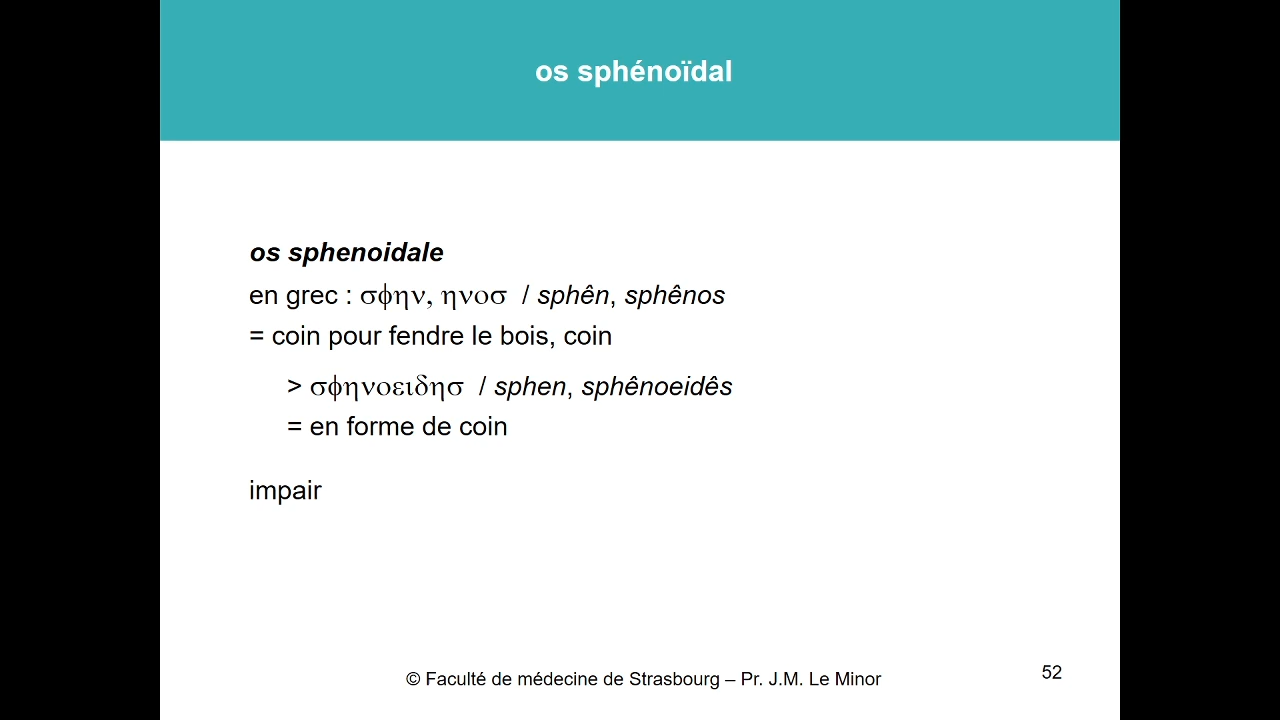 os sphénoïdal
os sphenoidale
en grec : σφην, ηνοσ / sphên, sphênos
= coin pour fendre le bois, coin
> σφηνοειδησ / sphen, sphênoeidês
= en forme de coin
impair
© Faculté de médecine de Strasbourg – Pr. J.M. Le Minor
52